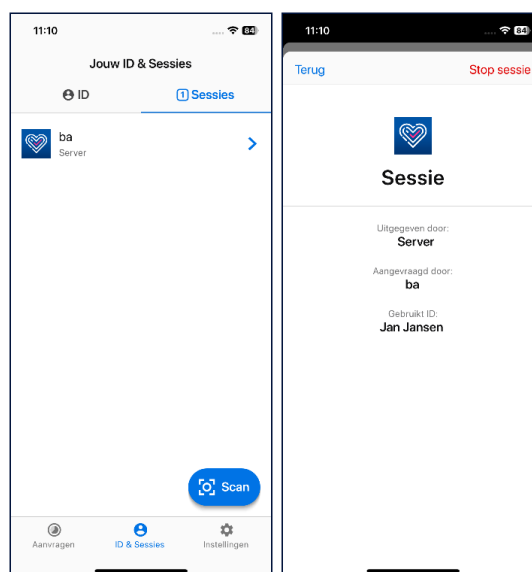 11:10
84
Jouw ID & Sessies
ID
1 Sessies
ba
Server
Scan
Aanvragen
ID & Sessies
Instellingen
11:10
84
Terug
Stop sessie
Sessie
Uitgegeven door:
Server
Aangevraagd door:
ba
Gebruikt ID:
Jan Jansen